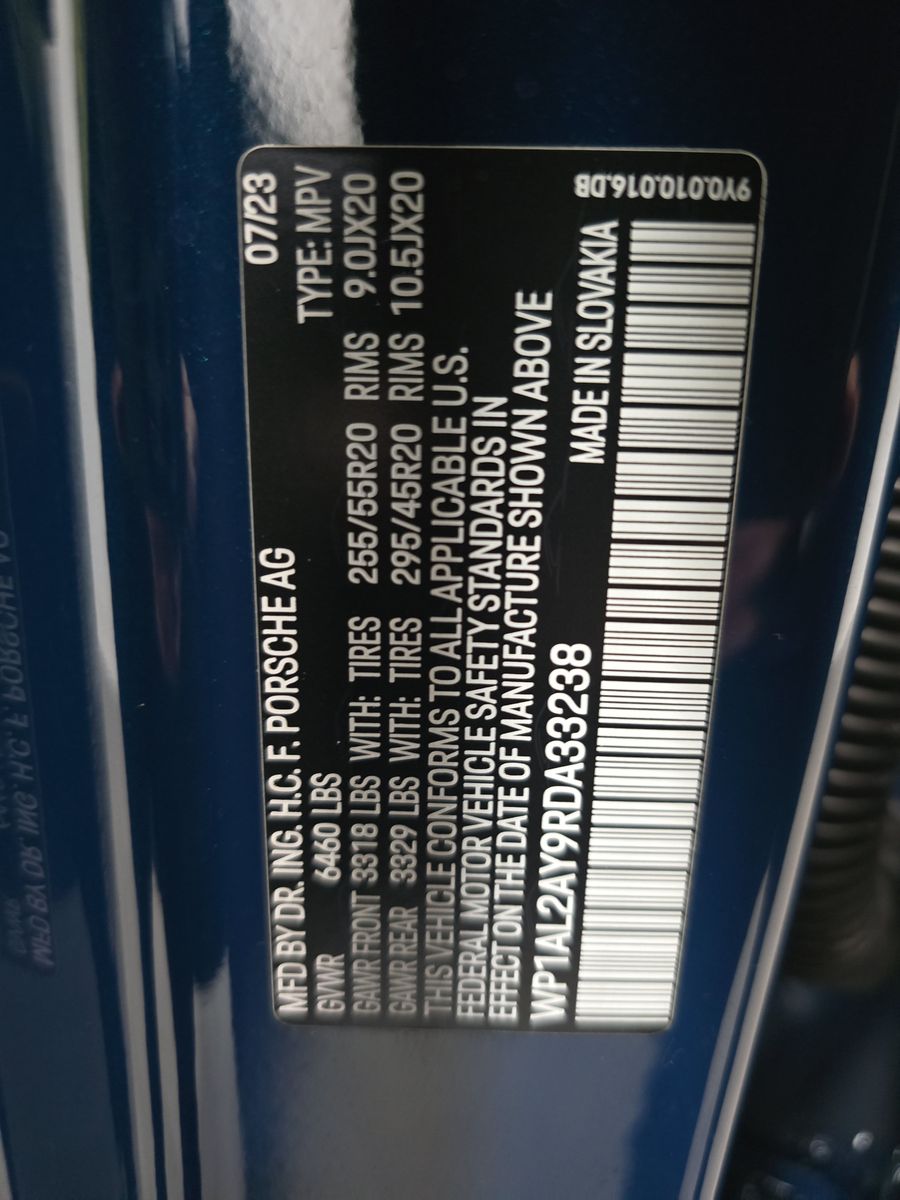 MFD BY DR. ING. H.C. F. PORSCHE AG 07/23
GVWR 6460 LBS TYPE: MPV
GAWR FRONT 3318 LBS WITH: TIRES 255/55R20 RIMS 9.0JX20
GAWR REAR 3329 LBS WITH: TIRES 295/45R20 RIMS 10.5JX20
THIS VEHICLE CONFORMS TO ALL APPLICABLE U.S.
FEDERAL MOTOR VEHICLE SAFETY STANDARDS IN
EFFECT ON THE DATE OF MANUFACTURE SHOWN ABOVE
WP1AL2AY9RDA33238 MADE IN SLOVAKIA
9Y0.010.016.DB